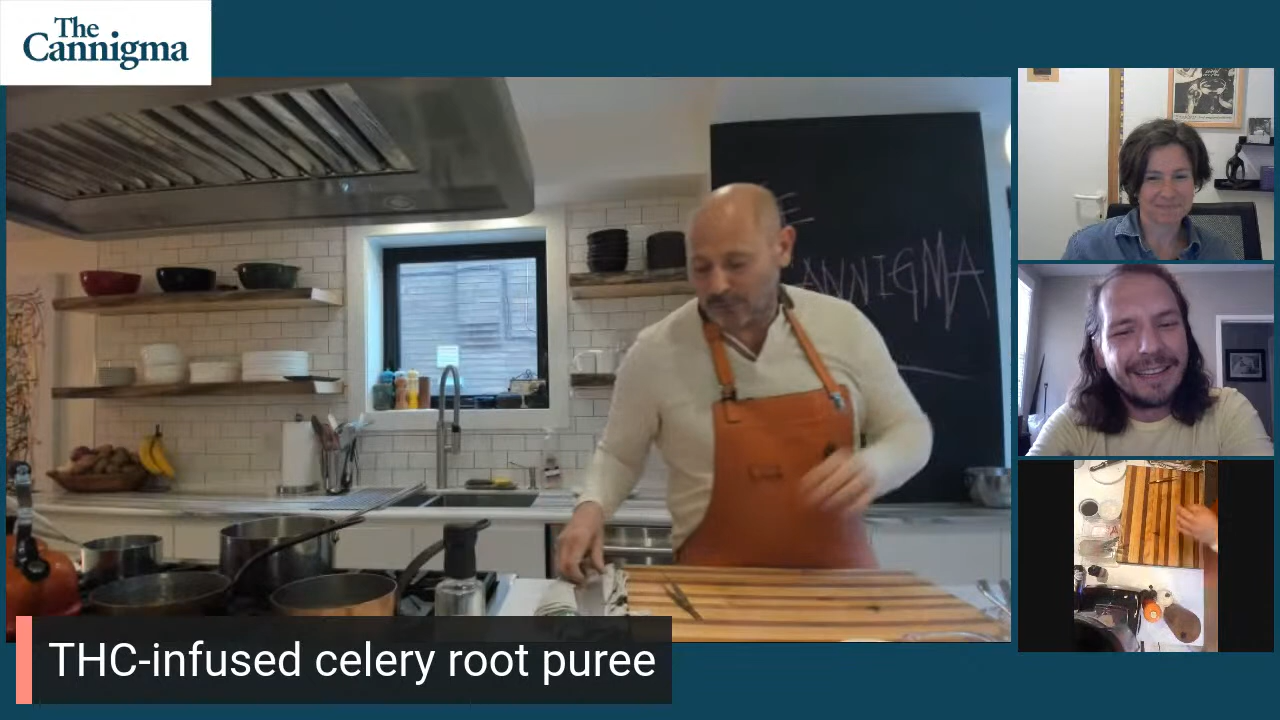 The
Cannigma
E
CANNIGMA
THC-infused celery root puree